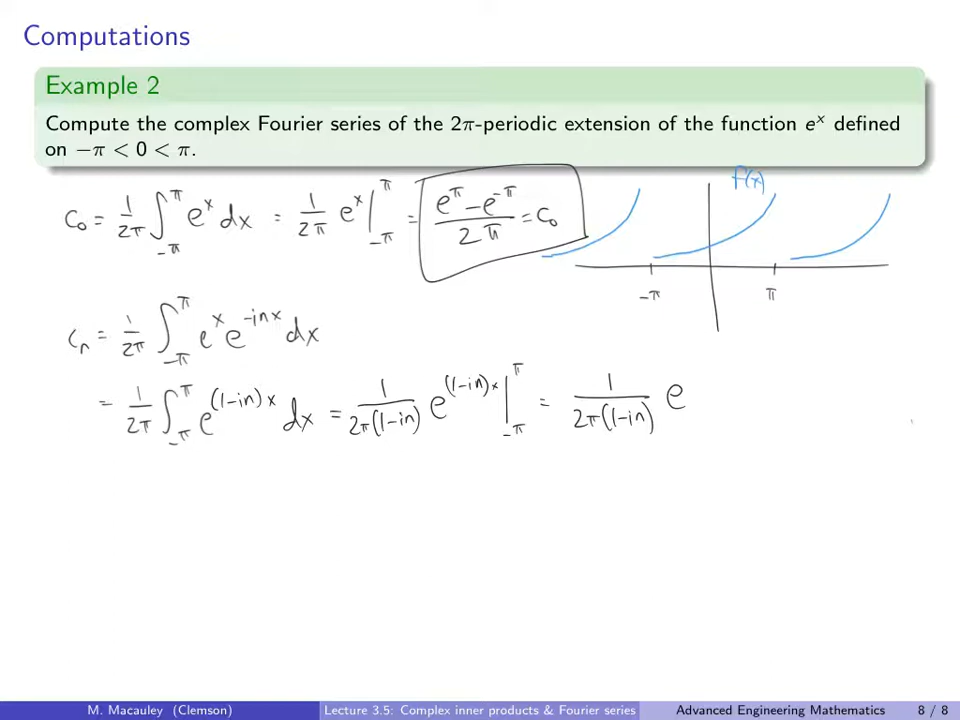 Computations
Example 2
Compute the complex Fourier series of the 2π-periodic extension of the function e^x defined
on −π < 0 < π.
c₀ = 1/2π ∫_{-π}^{π} e^x dx = 1/2π e^x |_{-π}^{π} = (e^π − e^{-π})/2π = c₀
f(x)
-π π
cₙ = 1/2π ∫_{-π}^{π} e^x e^{-inx} dx
= 1/2π ∫_{-π}^{π} e^{(1-in)x} dx = 1/(2π(1-in)) e^{(1-in)x} |_{-π}^{π} = 1/(2π(1-in)) e
M. Macauley (Clemson) Lecture 3.5: Complex inner products & Fourier series Advanced Engineering Mathematics 8 / 8